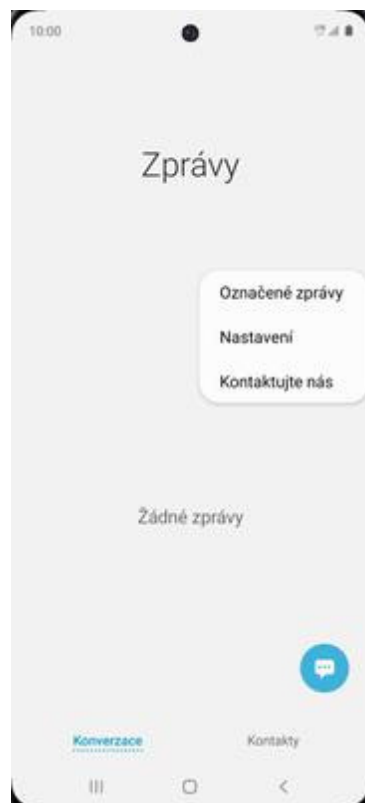 10:00
Zprávy
Označené zprávy
Nastavení
Kontaktujte nás
Žádné zprávy
Konverzace
Kontakty